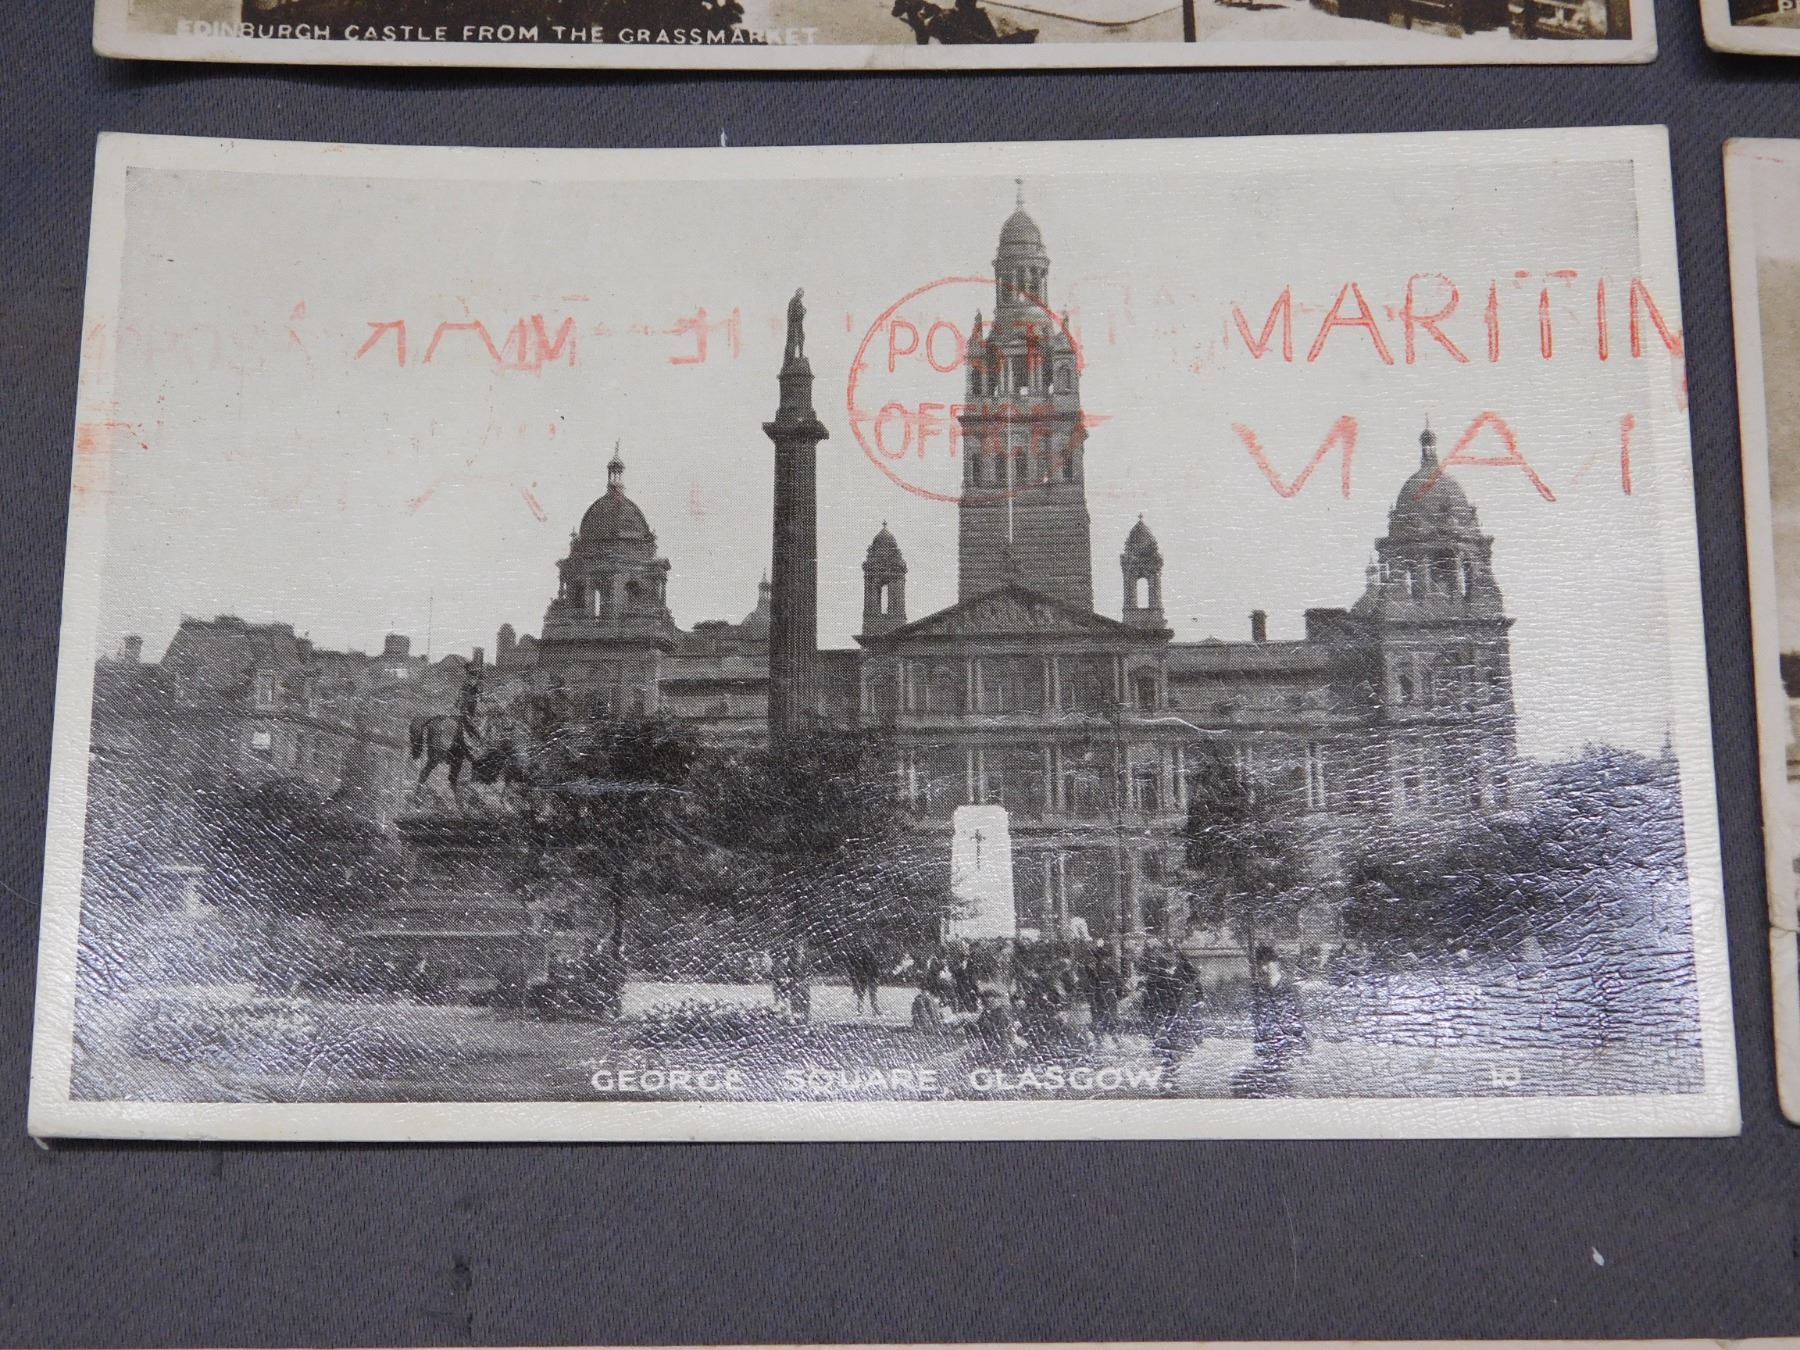 EDINBURGH CASTLE FROM THE GRASSMARKET
POST
OFFICE
MARITIM
MAI
GEORGE SQUARE, GLASGOW. 10